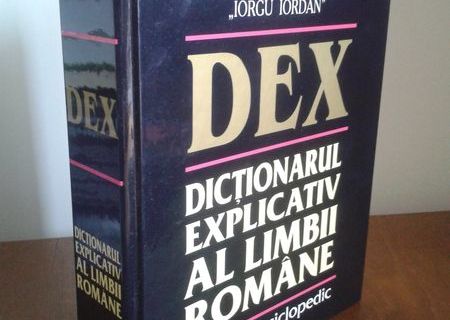 „IORGU IORDAN”
DEX
DICȚIONARUL
EXPLICATIV
AL LIMBII
ROMÂNE
DEX
DICȚIONARUL
EXPLICATIV
AL LIMBII
ROMÂNE